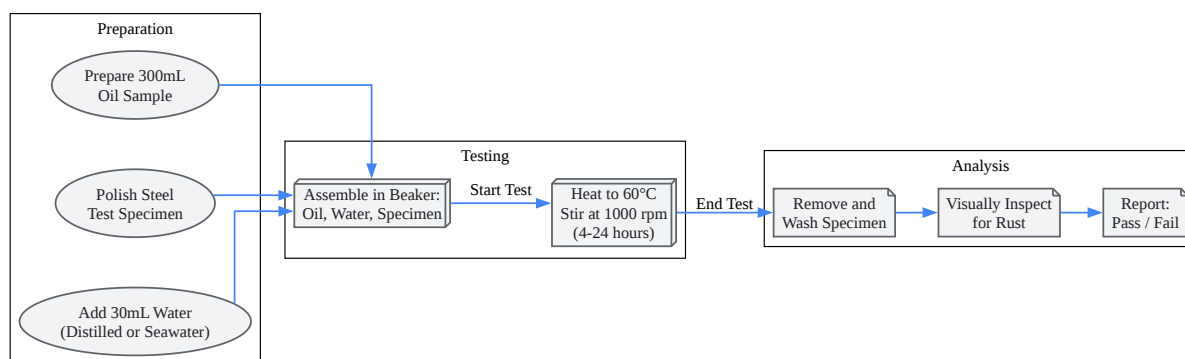 Preparation
Prepare 300mL
Oil Sample
Polish Steel
Test Specimen
Add 30mL Water
(Distilled or Seawater)
Testing
Assemble in Beaker:
Oil, Water, Specimen
Start Test
Heat to 60°C
Stir at 1000 rpm
(4-24 hours)
End Test
Analysis
Remove and
Wash Specimen
Visually Inspect
for Rust
Report:
Pass / Fail